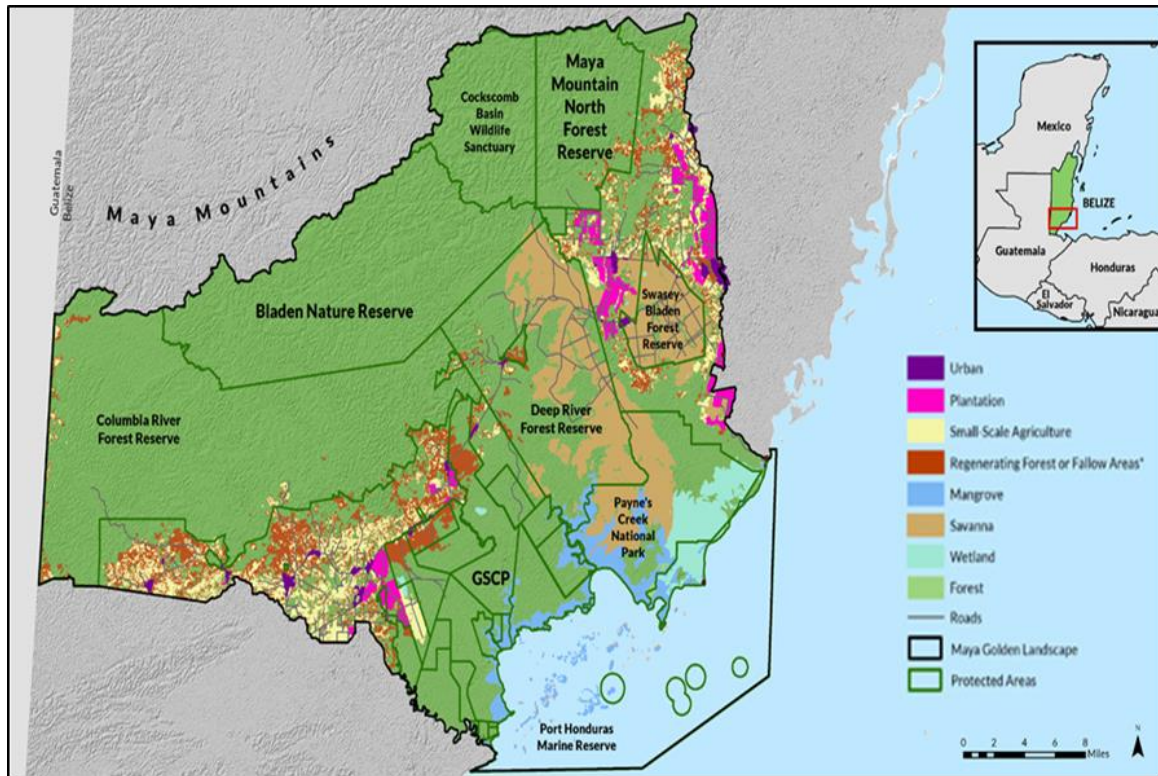 Cockscomb
Basin
Wildlife
Sanctuary
Maya
Mountain
North
Forest
Reserve
Guatemala
Belize
Maya Mountains
Bladen Nature Reserve
Swasey-
Bladen
Forest
Reserve
Columbia River
Forest Reserve
Deep River
Forest Reserve
Payne's
Creek
National
Park
GSCP
Port Honduras
Marine Reserve
Mexico
BELIZE
Guatemala
Honduras
El
Salvador
Nicaragua
Urban
Plantation
Small-Scale Agriculture
Regenerating Forest or Fallow Areas*
Mangrove
Savanna
Wetland
Forest
Roads
Maya Golden Landscape
Protected Areas
0 2 4 6 8
Miles
N